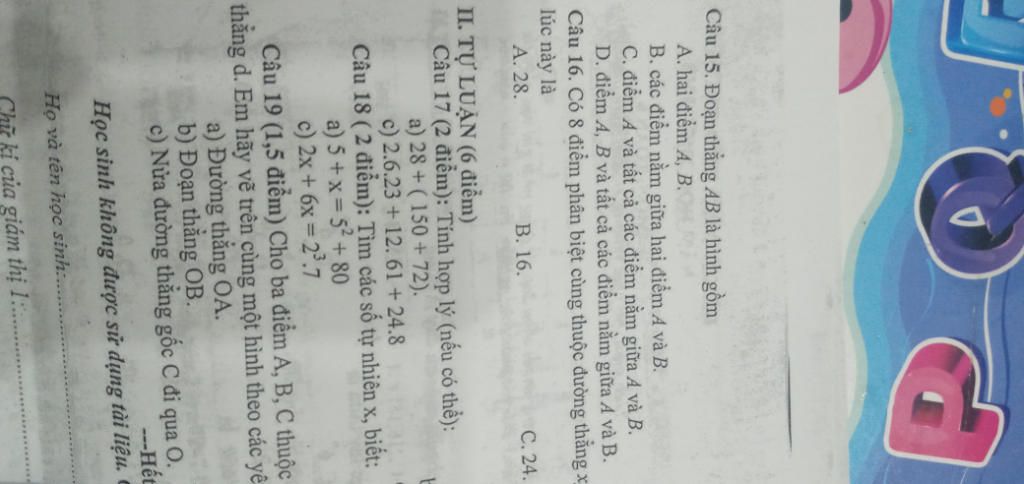 Câu 15. Đoạn thẳng AB là hình gồm
A. hai điểm A, B.
B. các điểm nằm giữa hai điểm A và B.
C. điểm A và tất cả các điểm nằm giữa A và B.
D. điểm A, B và tất cả các điểm nằm giữa A và B.
Câu 16. Có 8 điểm phân biệt cùng thuộc đường thẳng x
lúc này là
A. 28. B. 16. C. 24.
II. TỰ LUẬN (6 điểm)
Câu 17 (2 điểm): Tính hợp lý (nếu có thể):
a) 28 + ( 150 + 72).
c) 2.6.23 + 12. 61 + 24.8
Câu 18 ( 2 điểm): Tìm các số tự nhiên x, biết:
a) 5 + x = 5² + 80
c) 2x + 6x = 2³.7
Câu 19 (1,5 điểm) Cho ba điểm A, B, C thuộc
thẳng d. Em hãy vẽ trên cùng một hình theo các yê
a) Đường thẳng OA.
b) Đoạn thẳng OB.
c) Nửa đường thẳng gốc C đi qua O.
---Hết
Học sinh không được sử dụng tài liệu.
Họ và tên học sinh:
Chữ kí của giám thị 1:
P Q